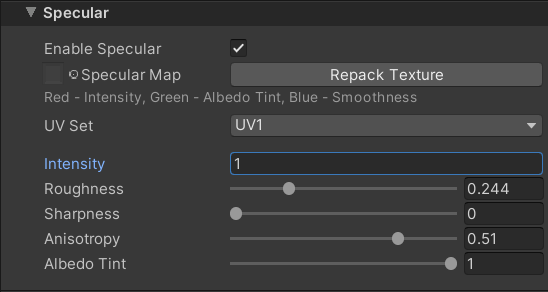 Specular
Enable Specular
Specular Map Repack Texture
Red - Intensity, Green - Albedo Tint, Blue - Smoothness
UV Set UV1
Intensity 1
Roughness 0.244
Sharpness 0
Anisotropy 0.51
Albedo Tint 1